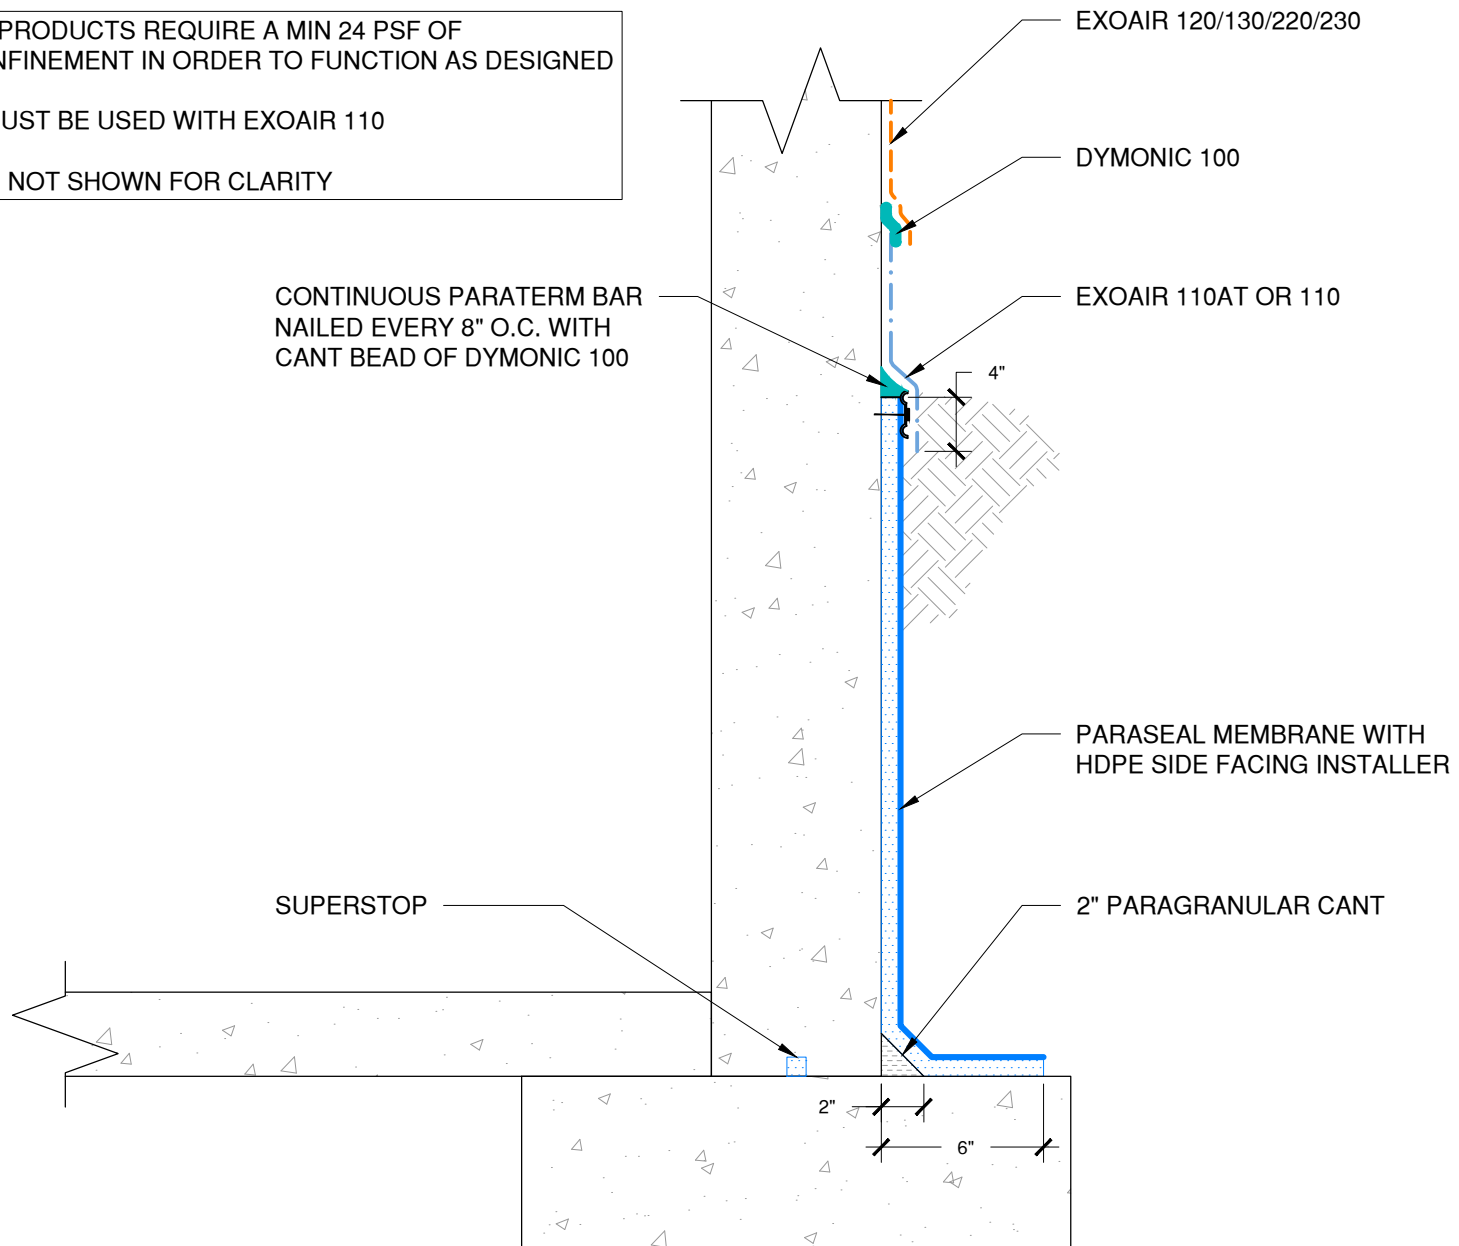 PRODUCTS REQUIRE A MIN 24 PSF OF
NFINEMENT IN ORDER TO FUNCTION AS DESIGNED
UST BE USED WITH EXOAIR 110
NOT SHOWN FOR CLARITY
EXOAIR 120/130/220/230
DYMONIC 100
CONTINUOUS PARATERM BAR
NAILED EVERY 8" O.C. WITH
CANT BEAD OF DYMONIC 100
EXOAIR 110AT OR 110
4"
PARASEAL MEMBRANE WITH
HDPE SIDE FACING INSTALLER
SUPERSTOP
2" PARAGRANULAR CANT
2"
6"